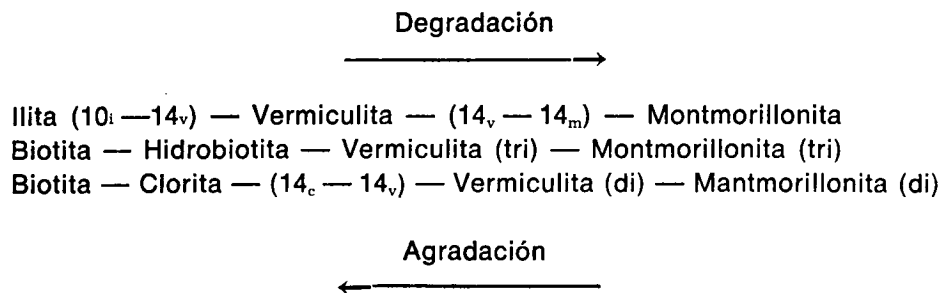 Degradación
Ilita (10i — 14v) — Vermiculita — (14v — 14m) — Montmorillonita
Biotita — Hidrobiotita — Vermiculita (tri) — Montmorillonita (tri)
Biotita — Clorita — (14c — 14v) — Vermiculita (di) — Mantmorillonita (di)
Agradación